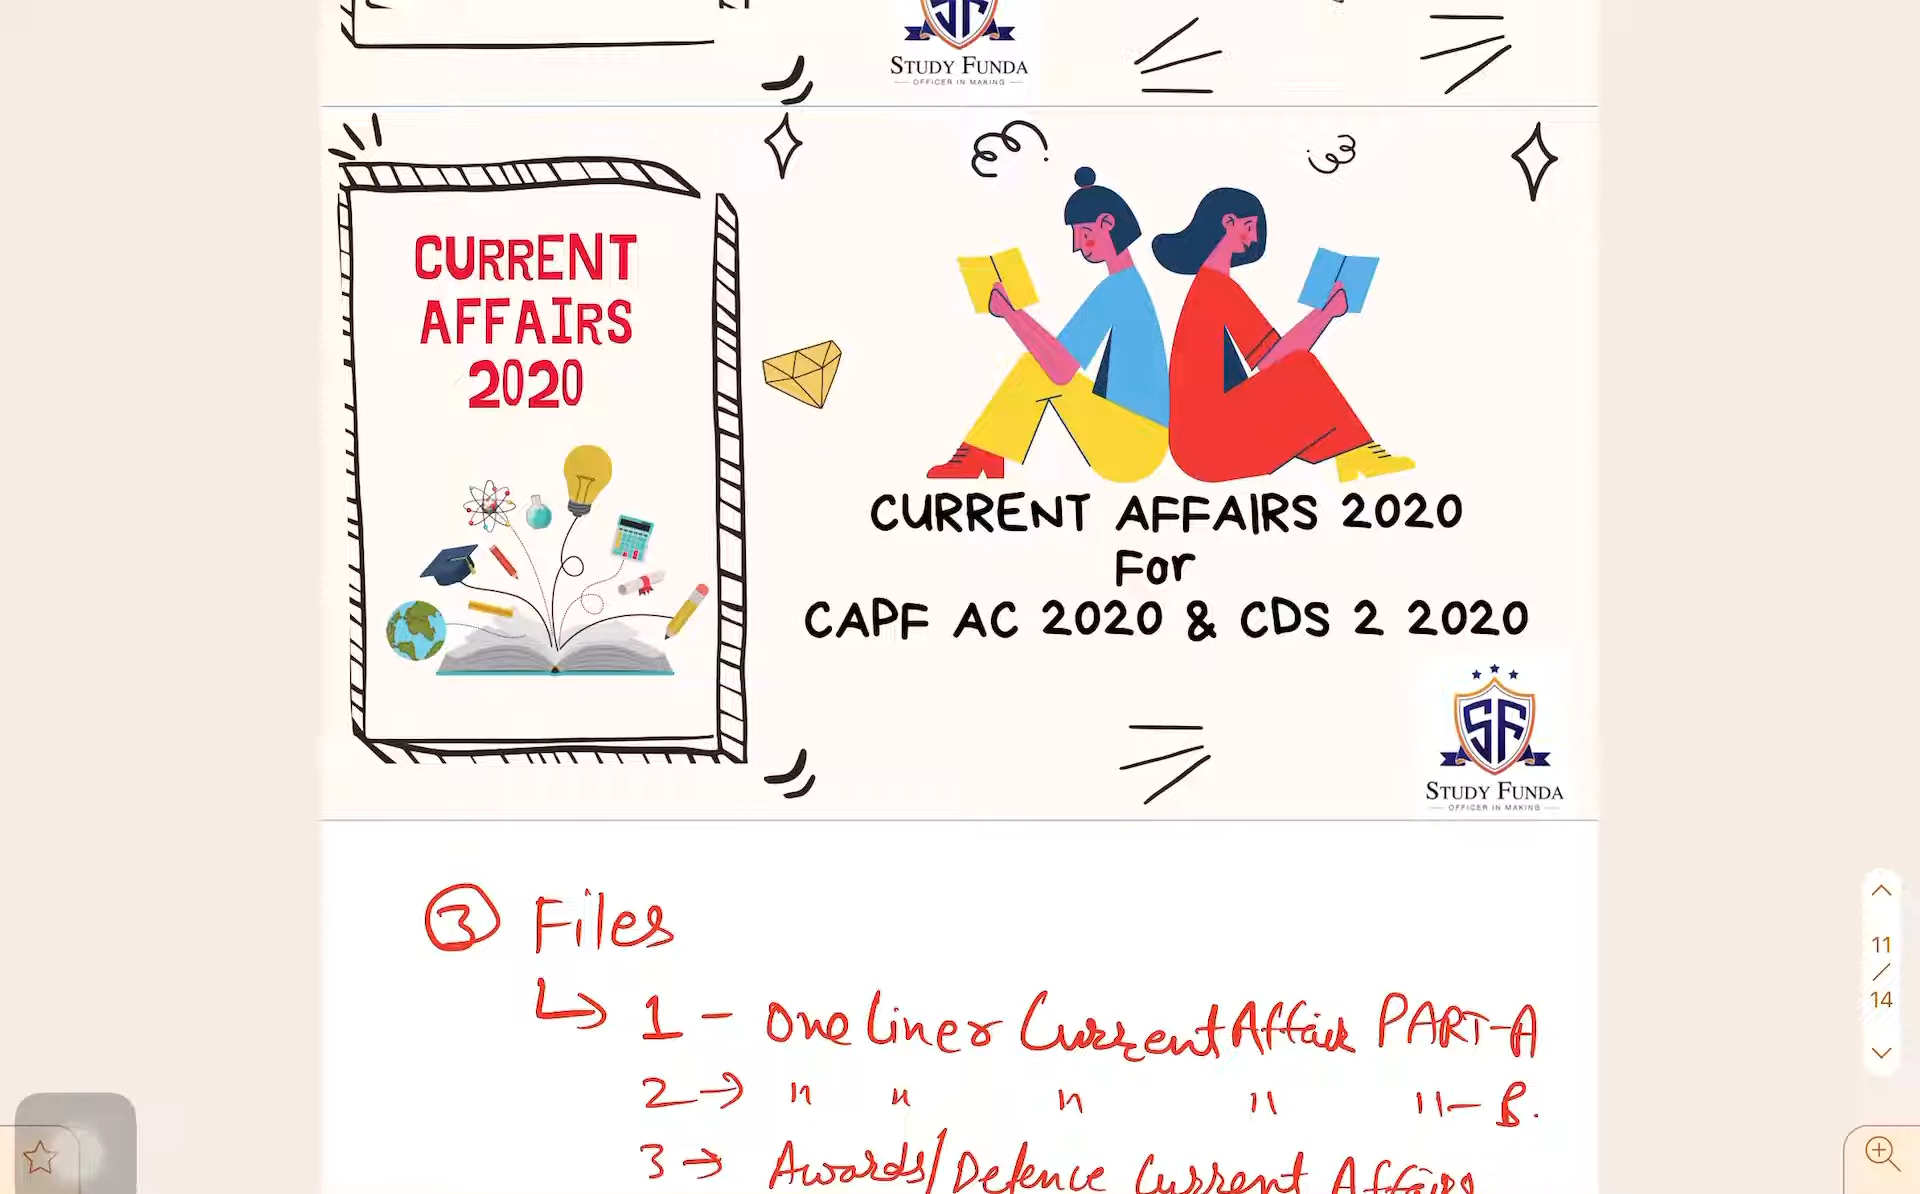 STUDY FUNDA
OFFICER IN MAKING
CURRENT
AFFAIRS
2020
CURRENT AFFAIRS 2020
For
CAPF AC 2020 & CDS 2 2020
SF
STUDY FUNDA
OFFICER IN MAKING
3 Files
1 - One Liner Current Affair PART-A
2 → " " " " " - B.
3 → Awards/Defence Current Affairs
11
/
14